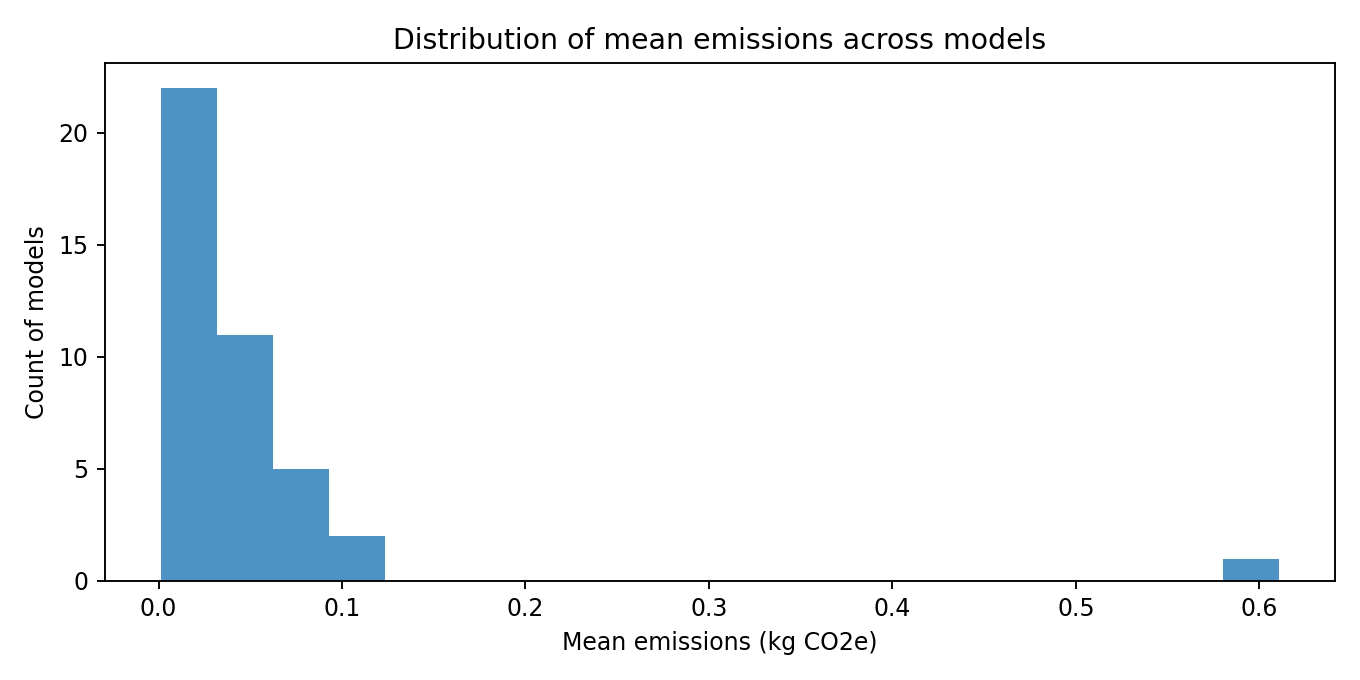 Distribution of mean emissions across models
Count of models
20
15
10
5
0
0.0 0.1 0.2 0.3 0.4 0.5 0.6
Mean emissions (kg CO2e)